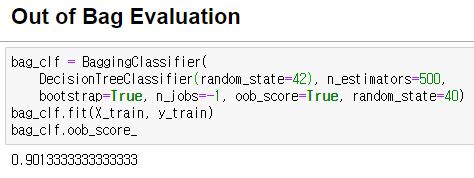 Out of Bag Evaluation
bag_clf = BaggingClassifier(
    DecisionTreeClassifier(random_state=42), n_estimators=500,
    bootstrap=True, n_jobs=-1, oob_score=True, random_state=40)
bag_clf.fit(X_train, y_train)
bag_clf.oob_score_
0.9013333333333333